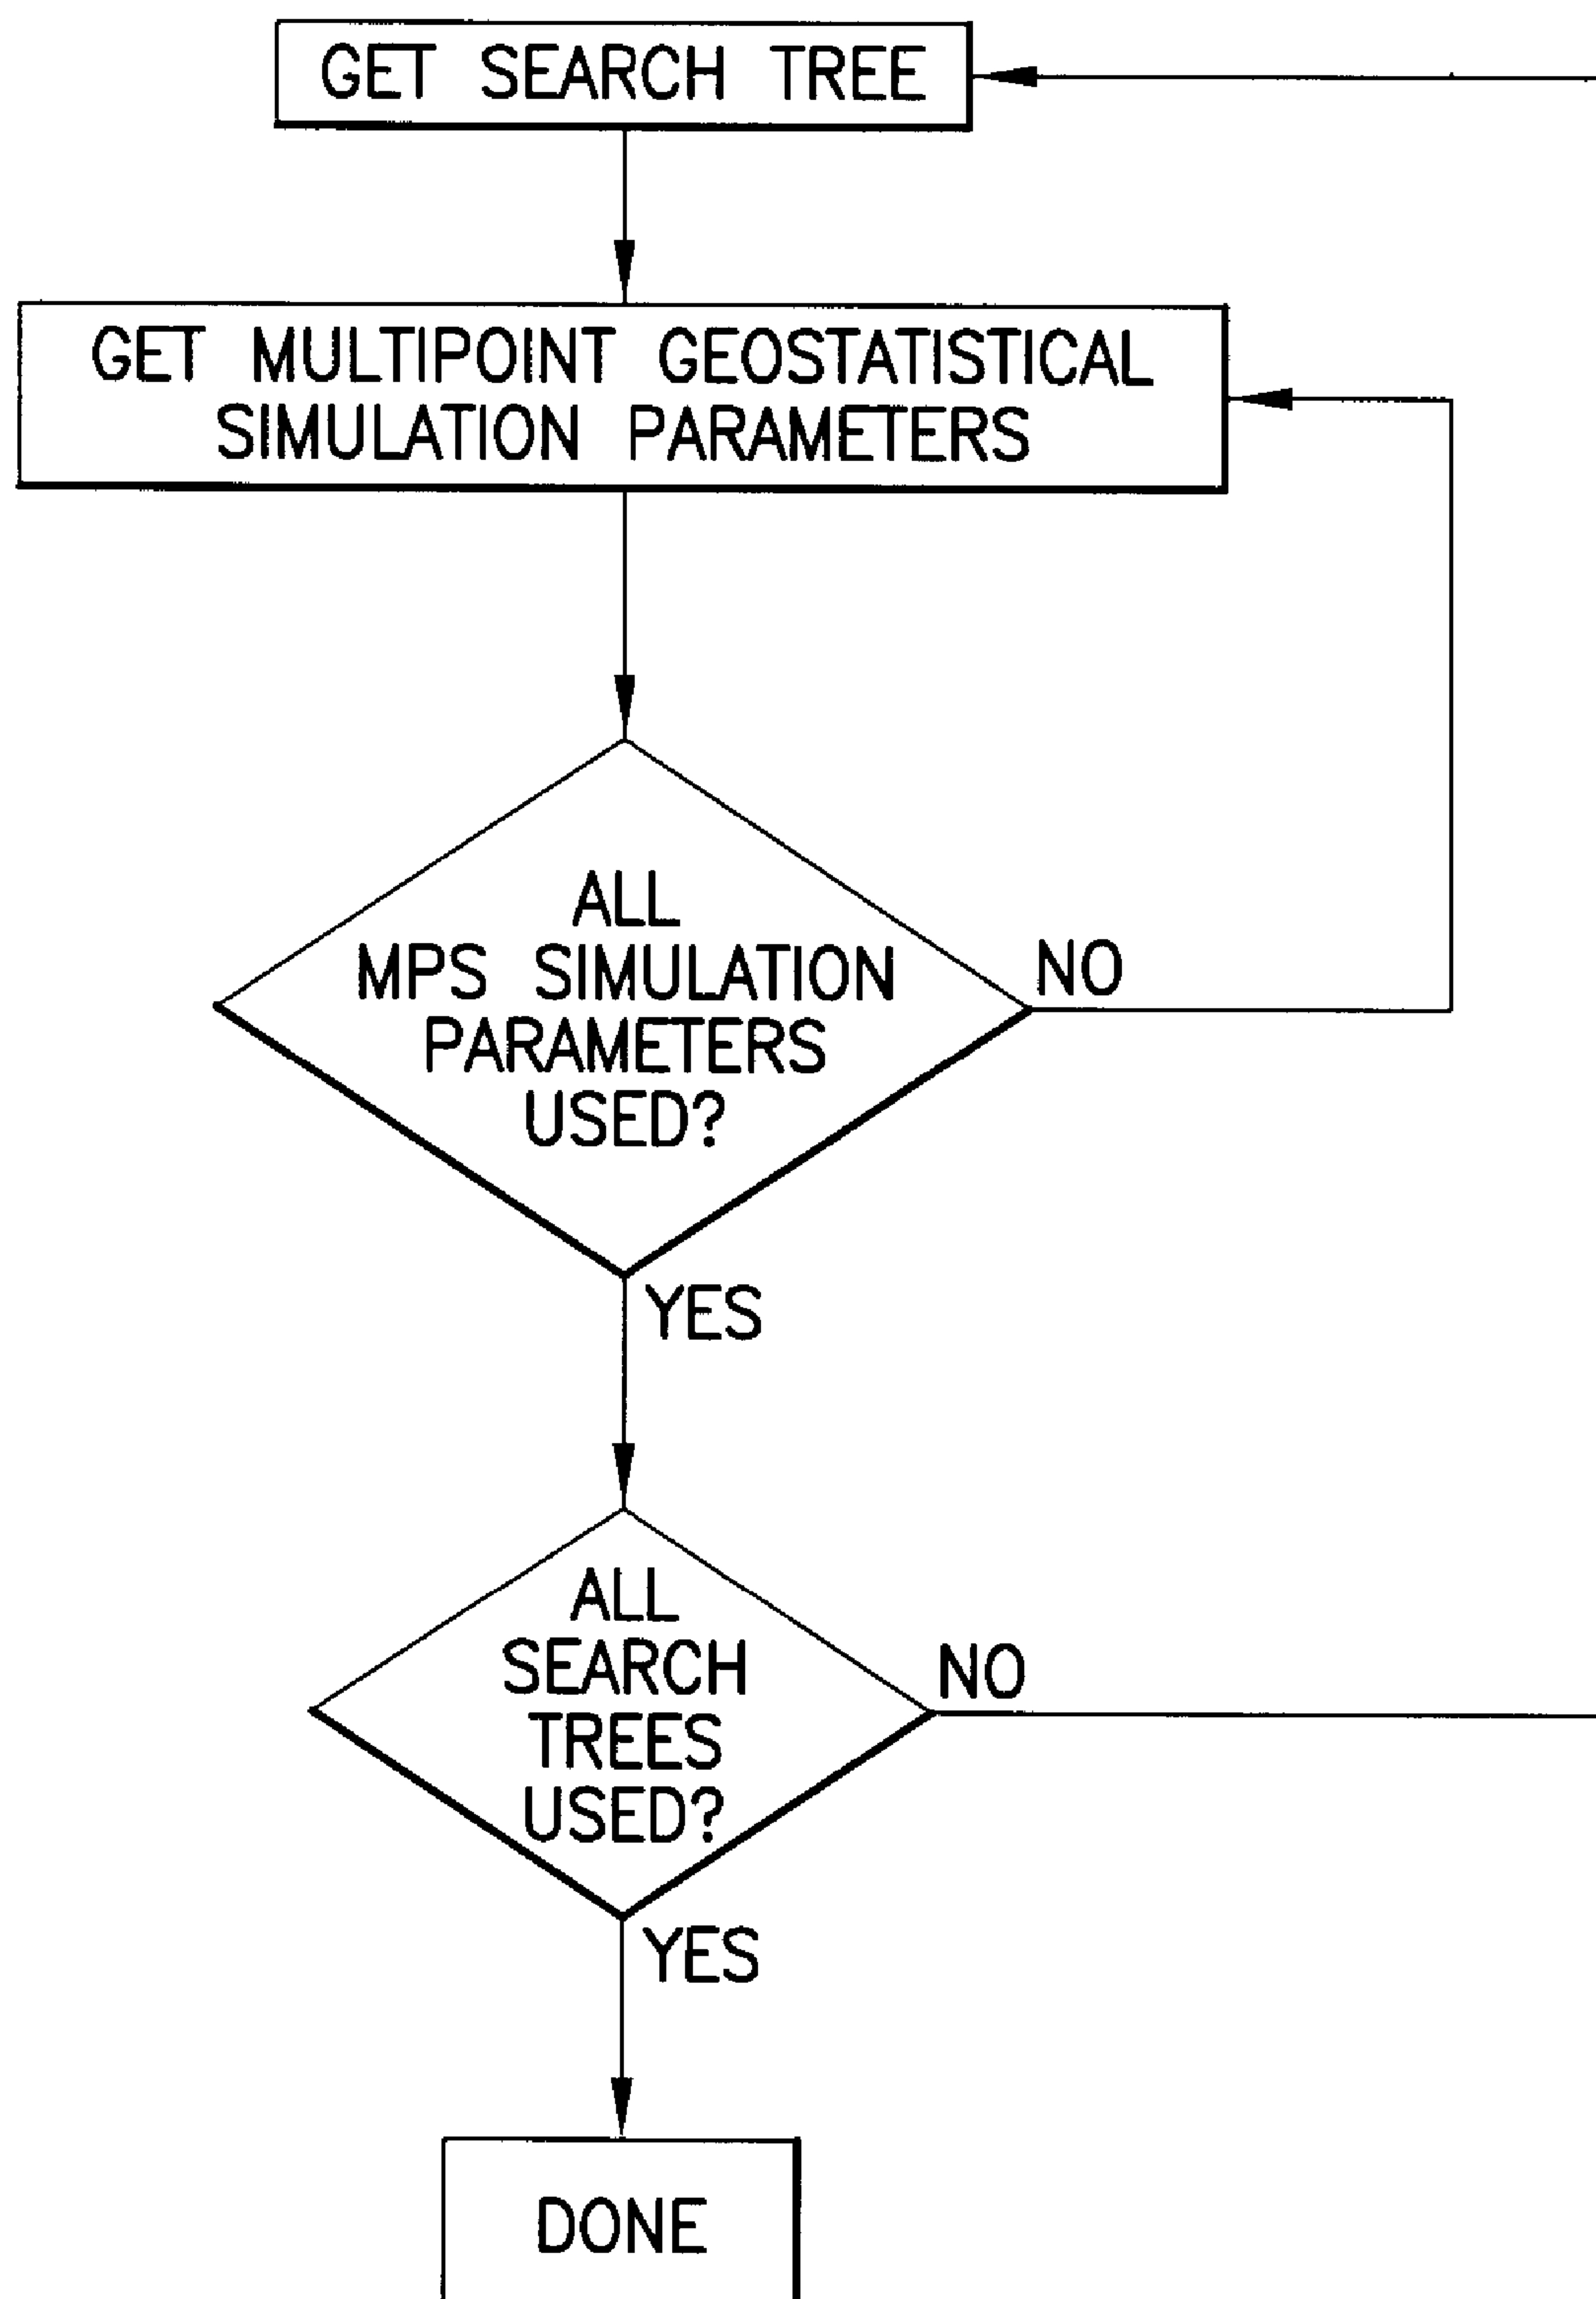 GET SEARCH TREE
GET MULTIPOINT GEOSTATISTICAL
SIMULATION PARAMETERS
ALL
MPS SIMULATION
PARAMETERS
USED?
NO
YES
ALL
SEARCH
TREES
USED?
NO
YES
DONE